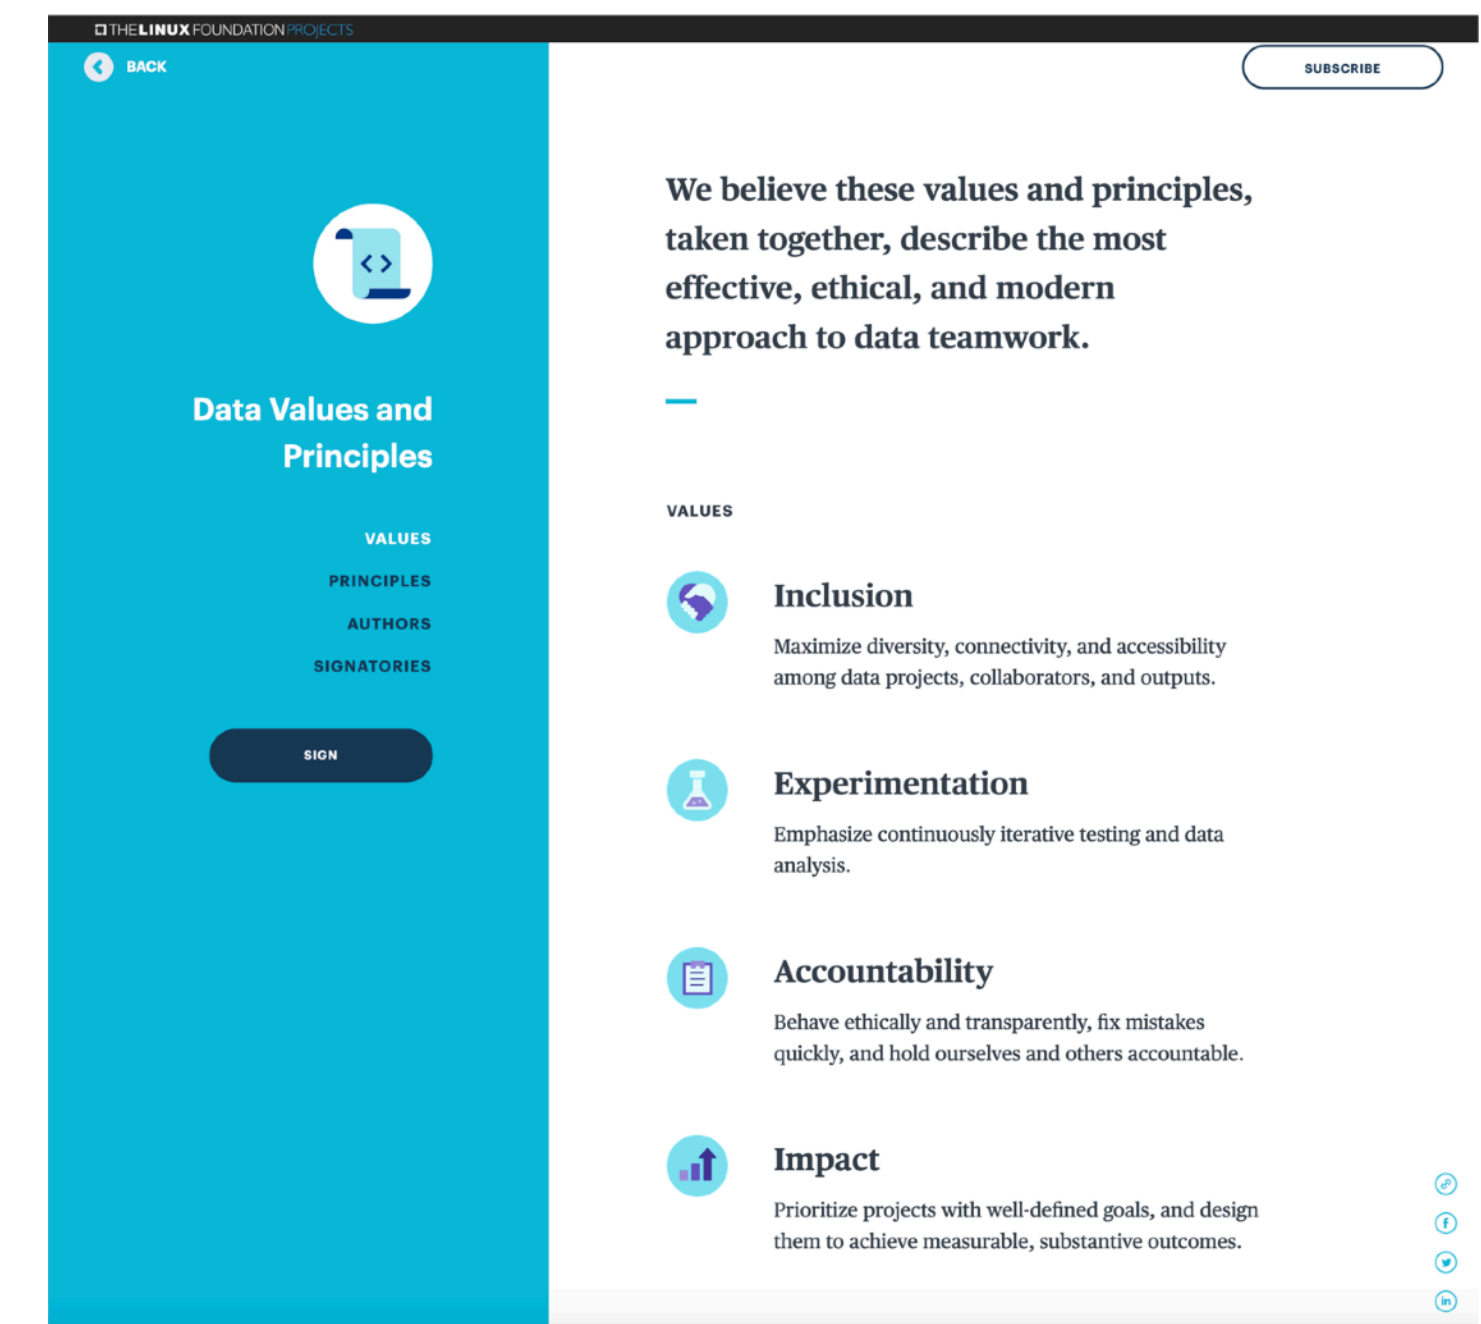 THE LINUX FOUNDATION PROJECTS
BACK
SUBSCRIBE
Data Values and
Principles
VALUES
PRINCIPLES
AUTHORS
SIGNATORIES
SIGN
We believe these values and principles,
taken together, describe the most
effective, ethical, and modern
approach to data teamwork.
VALUES
Inclusion
Maximize diversity, connectivity, and accessibility
among data projects, collaborators, and outputs.
Experimentation
Emphasize continuously iterative testing and data
analysis.
Accountability
Behave ethically and transparently, fix mistakes
quickly, and hold ourselves and others accountable.
Impact
Prioritize projects with well-defined goals, and design
them to achieve measurable, substantive outcomes.